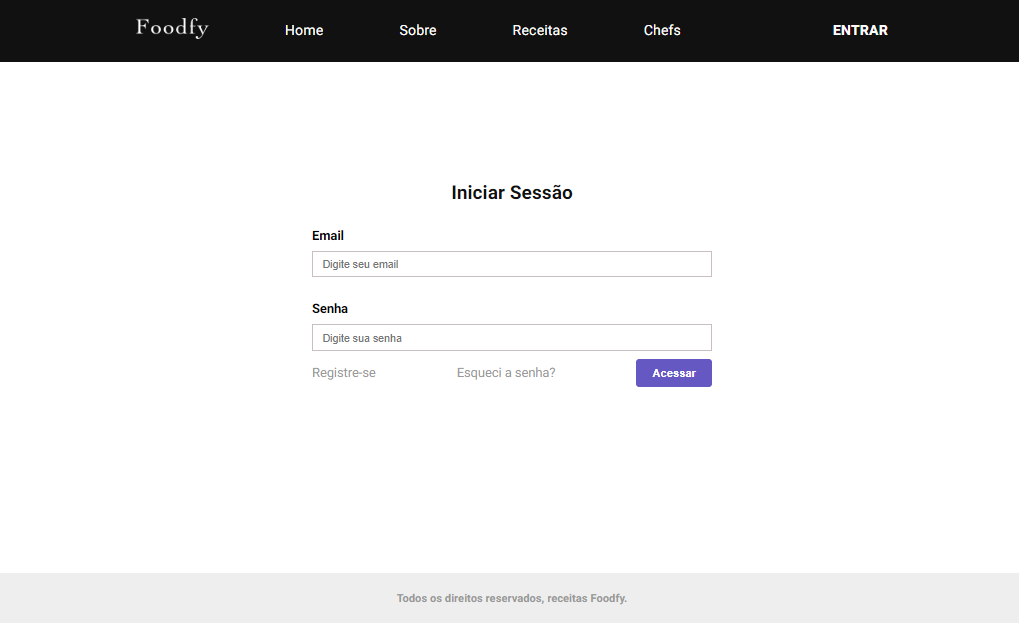 Foodfy Home Sobre Receitas Chefs ENTRAR
Iniciar Sessão
Email
Digite seu email
Senha
Digite sua senha
Registre-se Esqueci a senha? Acessar
Todos os direitos reservados, receitas Foodfy.